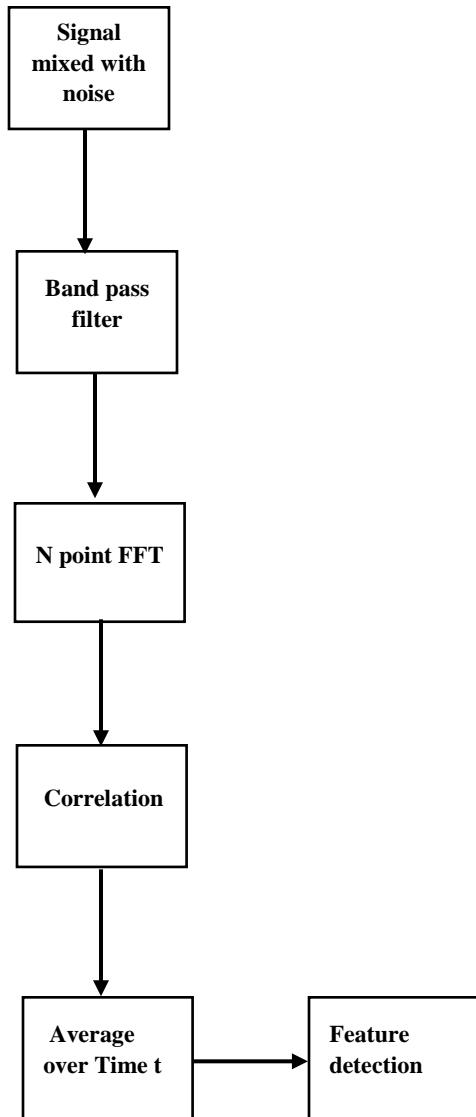 Signal
mixed with
noise
Band pass
filter
N point FFT
Correlation
Average
over Time t
Feature
detection